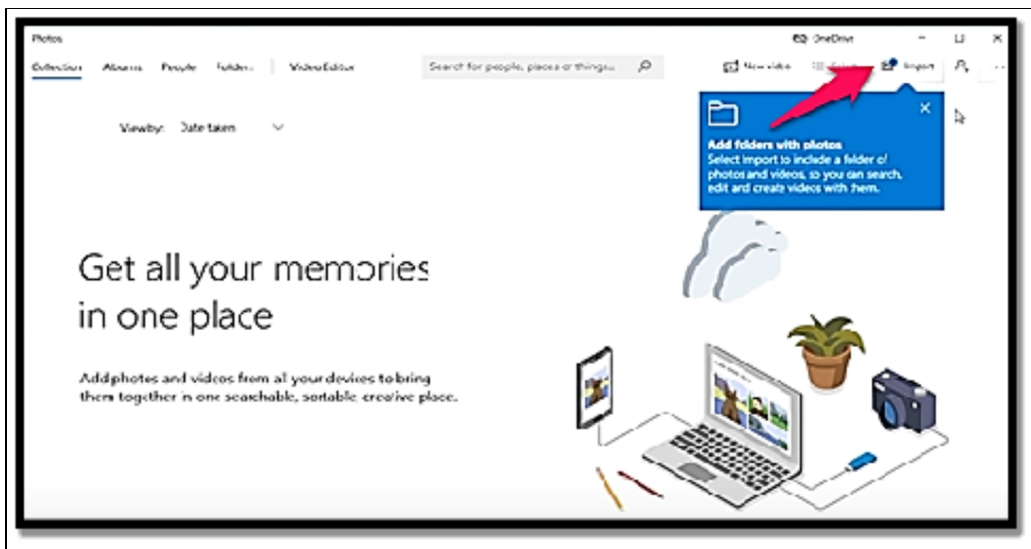 Photos
OneDrive
Collection Albums People Folders Video Editor
Search for people, places or things...
New video Import
View by: Date taken
Add folders with photos
Select Import to include a folder of
photos and videos, so you can search,
edit and create videos with them.
Get all your memories
in one place
Add photos and videos from all your devices to bring
them together in one searchable, sortable, creative place.